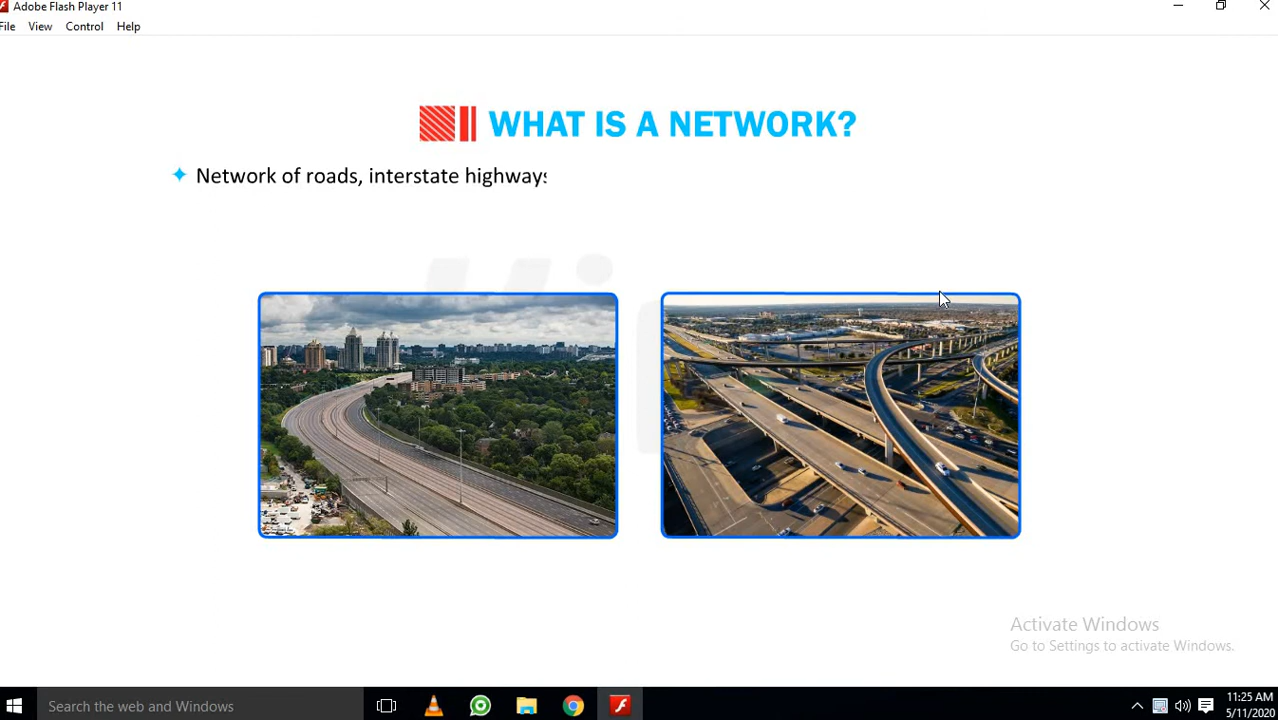 Adobe Flash Player 11
File View Control Help
WHAT IS A NETWORK?
Network of roads, interstate highways
Activate Windows
Go to Settings to activate Windows.
Search the web and Windows
11:25 AM
5/11/2020